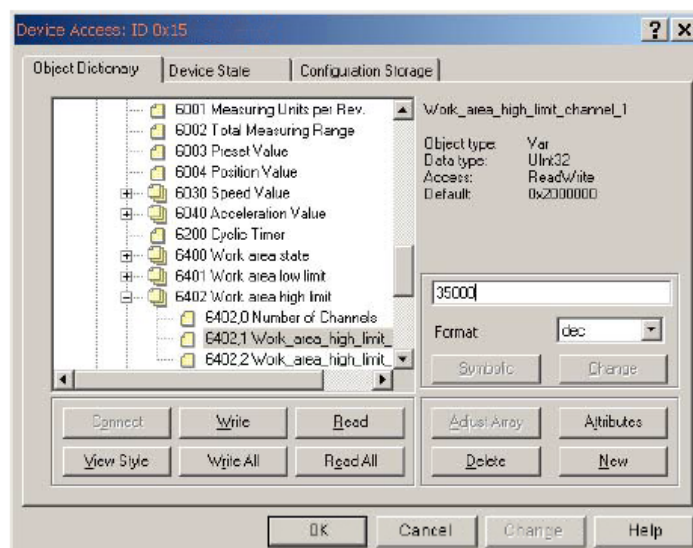 Device Access: ID 0x15
Object Dictionary
Device State
Configuration Storage
6001 Measuring Units per Rev.
6002 Total Measuring Range
6003 Preset Value
6004 Position Value
6030 Speed Value
6040 Acceleration Value
6200 Cyclic Timer
6400 Work area state
6401 Work area low limit
6402 Work area high limit
6402,0 Number of Channels
6402,1 Work_area_high_limit_
6402,2 Work_area_high_limit_
Work_area_high_limit_channel_1
Object type: Var
Data type: UInt32
Access: ReadWrite
Default: 0x2000000
35000
Format dec
Symbolic Change
Connect Write Read
View Style Write All Read All
Adjust Array Attributes
Delete New
OK Cancel Change Help